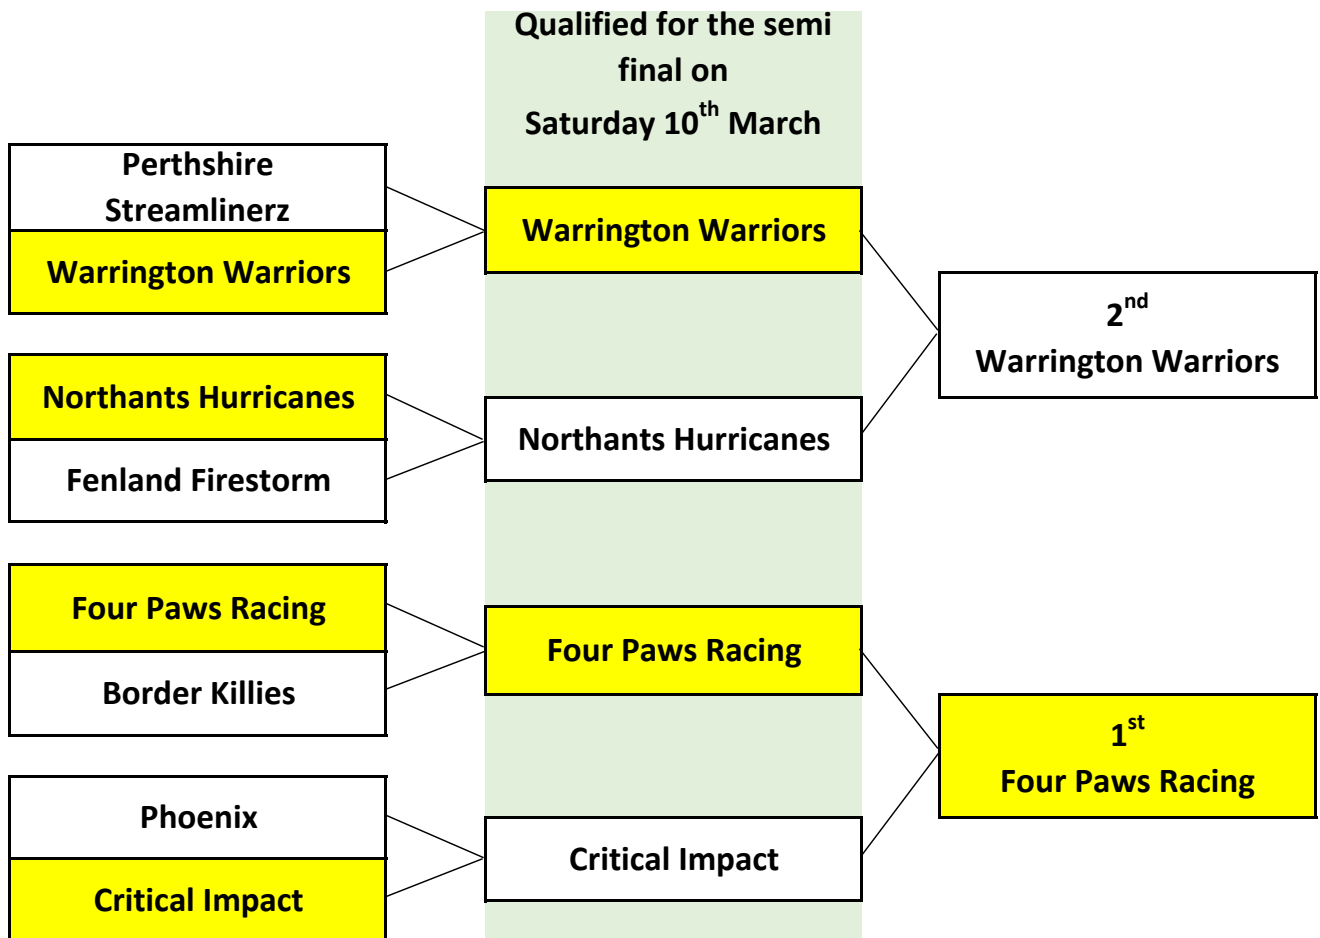 Qualified for the semi
final on
Saturday 10th March
Perthshire
Streamlinerz
Warrington Warriors
Northants Hurricanes
Fenland Firestorm
Four Paws Racing
Border Killies
Phoenix
Critical Impact
Warrington Warriors
Northants Hurricanes
Four Paws Racing
Critical Impact
2nd
Warrington Warriors
1st
Four Paws Racing